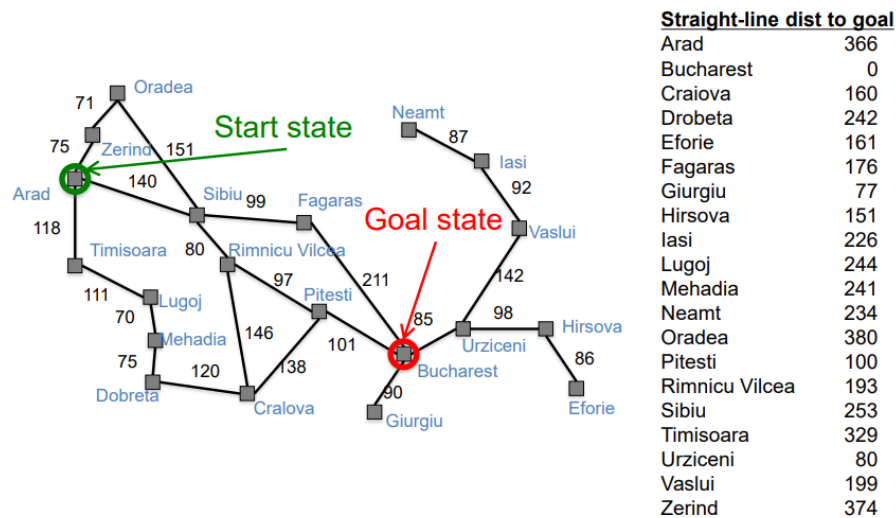 Straight-line dist to goal
Arad 366
Bucharest 0
Craiova 160
Drobeta 242
Eforie 161
Fagaras 176
Giurgiu 77
Hirsova 151
Iasi 226
Lugoj 244
Mehadia 241
Neamt 234
Oradea 380
Pitesti 100
Rimnicu Vilcea 193
Sibiu 253
Timisoara 329
Urziceni 80
Vaslui 199
Zerind 374
Oradea
71
Neamt
87
Start state
Zerind
75
151
Iasi
140
Arad
Sibiu
99
Fagaras
92
118
Goal state
Vaslui
Timisoara
80
Rimnicu Vilcea
211
142
111
97
Lugoj
Pitesti
70
85
98
Hirsova
Mehadia
146
101
Urziceni
75
138
Bucharest
86
120
Dobreta
90
Cralova
Giurgiu
Eforie